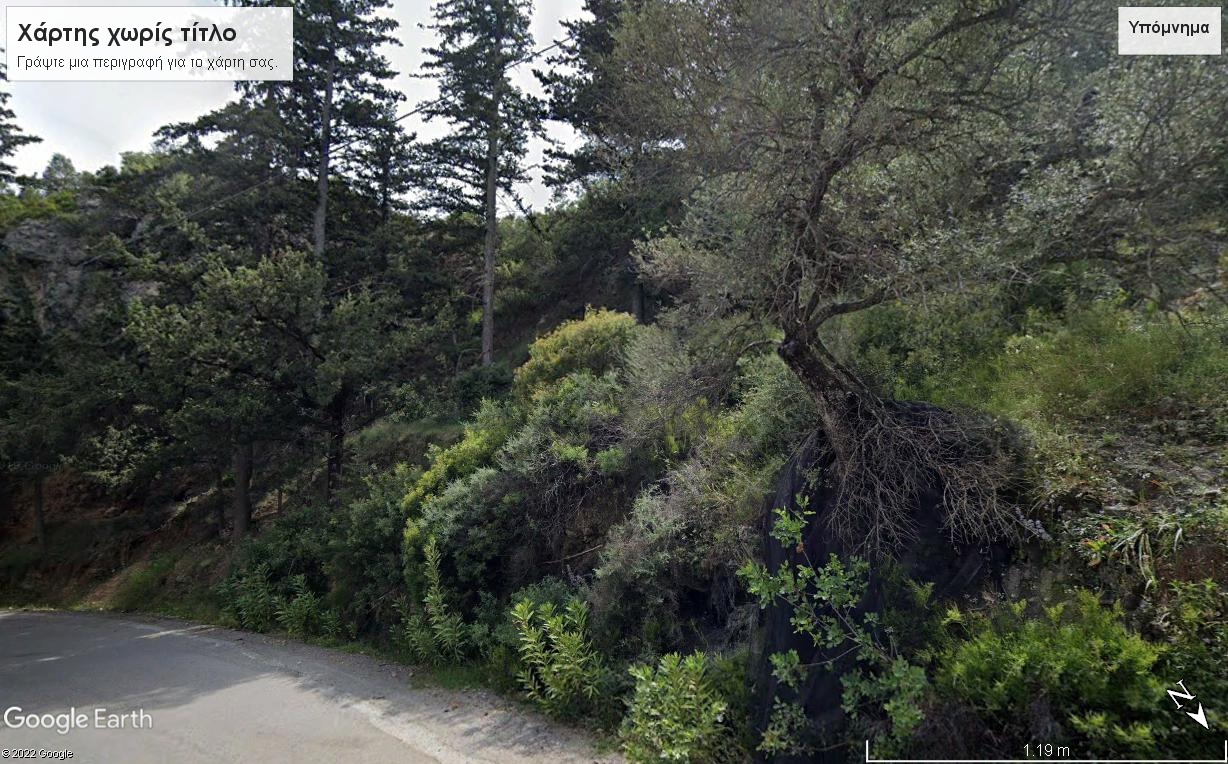 Χάρτης χωρίς τίτλο
Γράψτε μια περιγραφή για το χάρτη σας.
Υπόμνημα
N
Google Earth
© 2022 Google
1.19 m